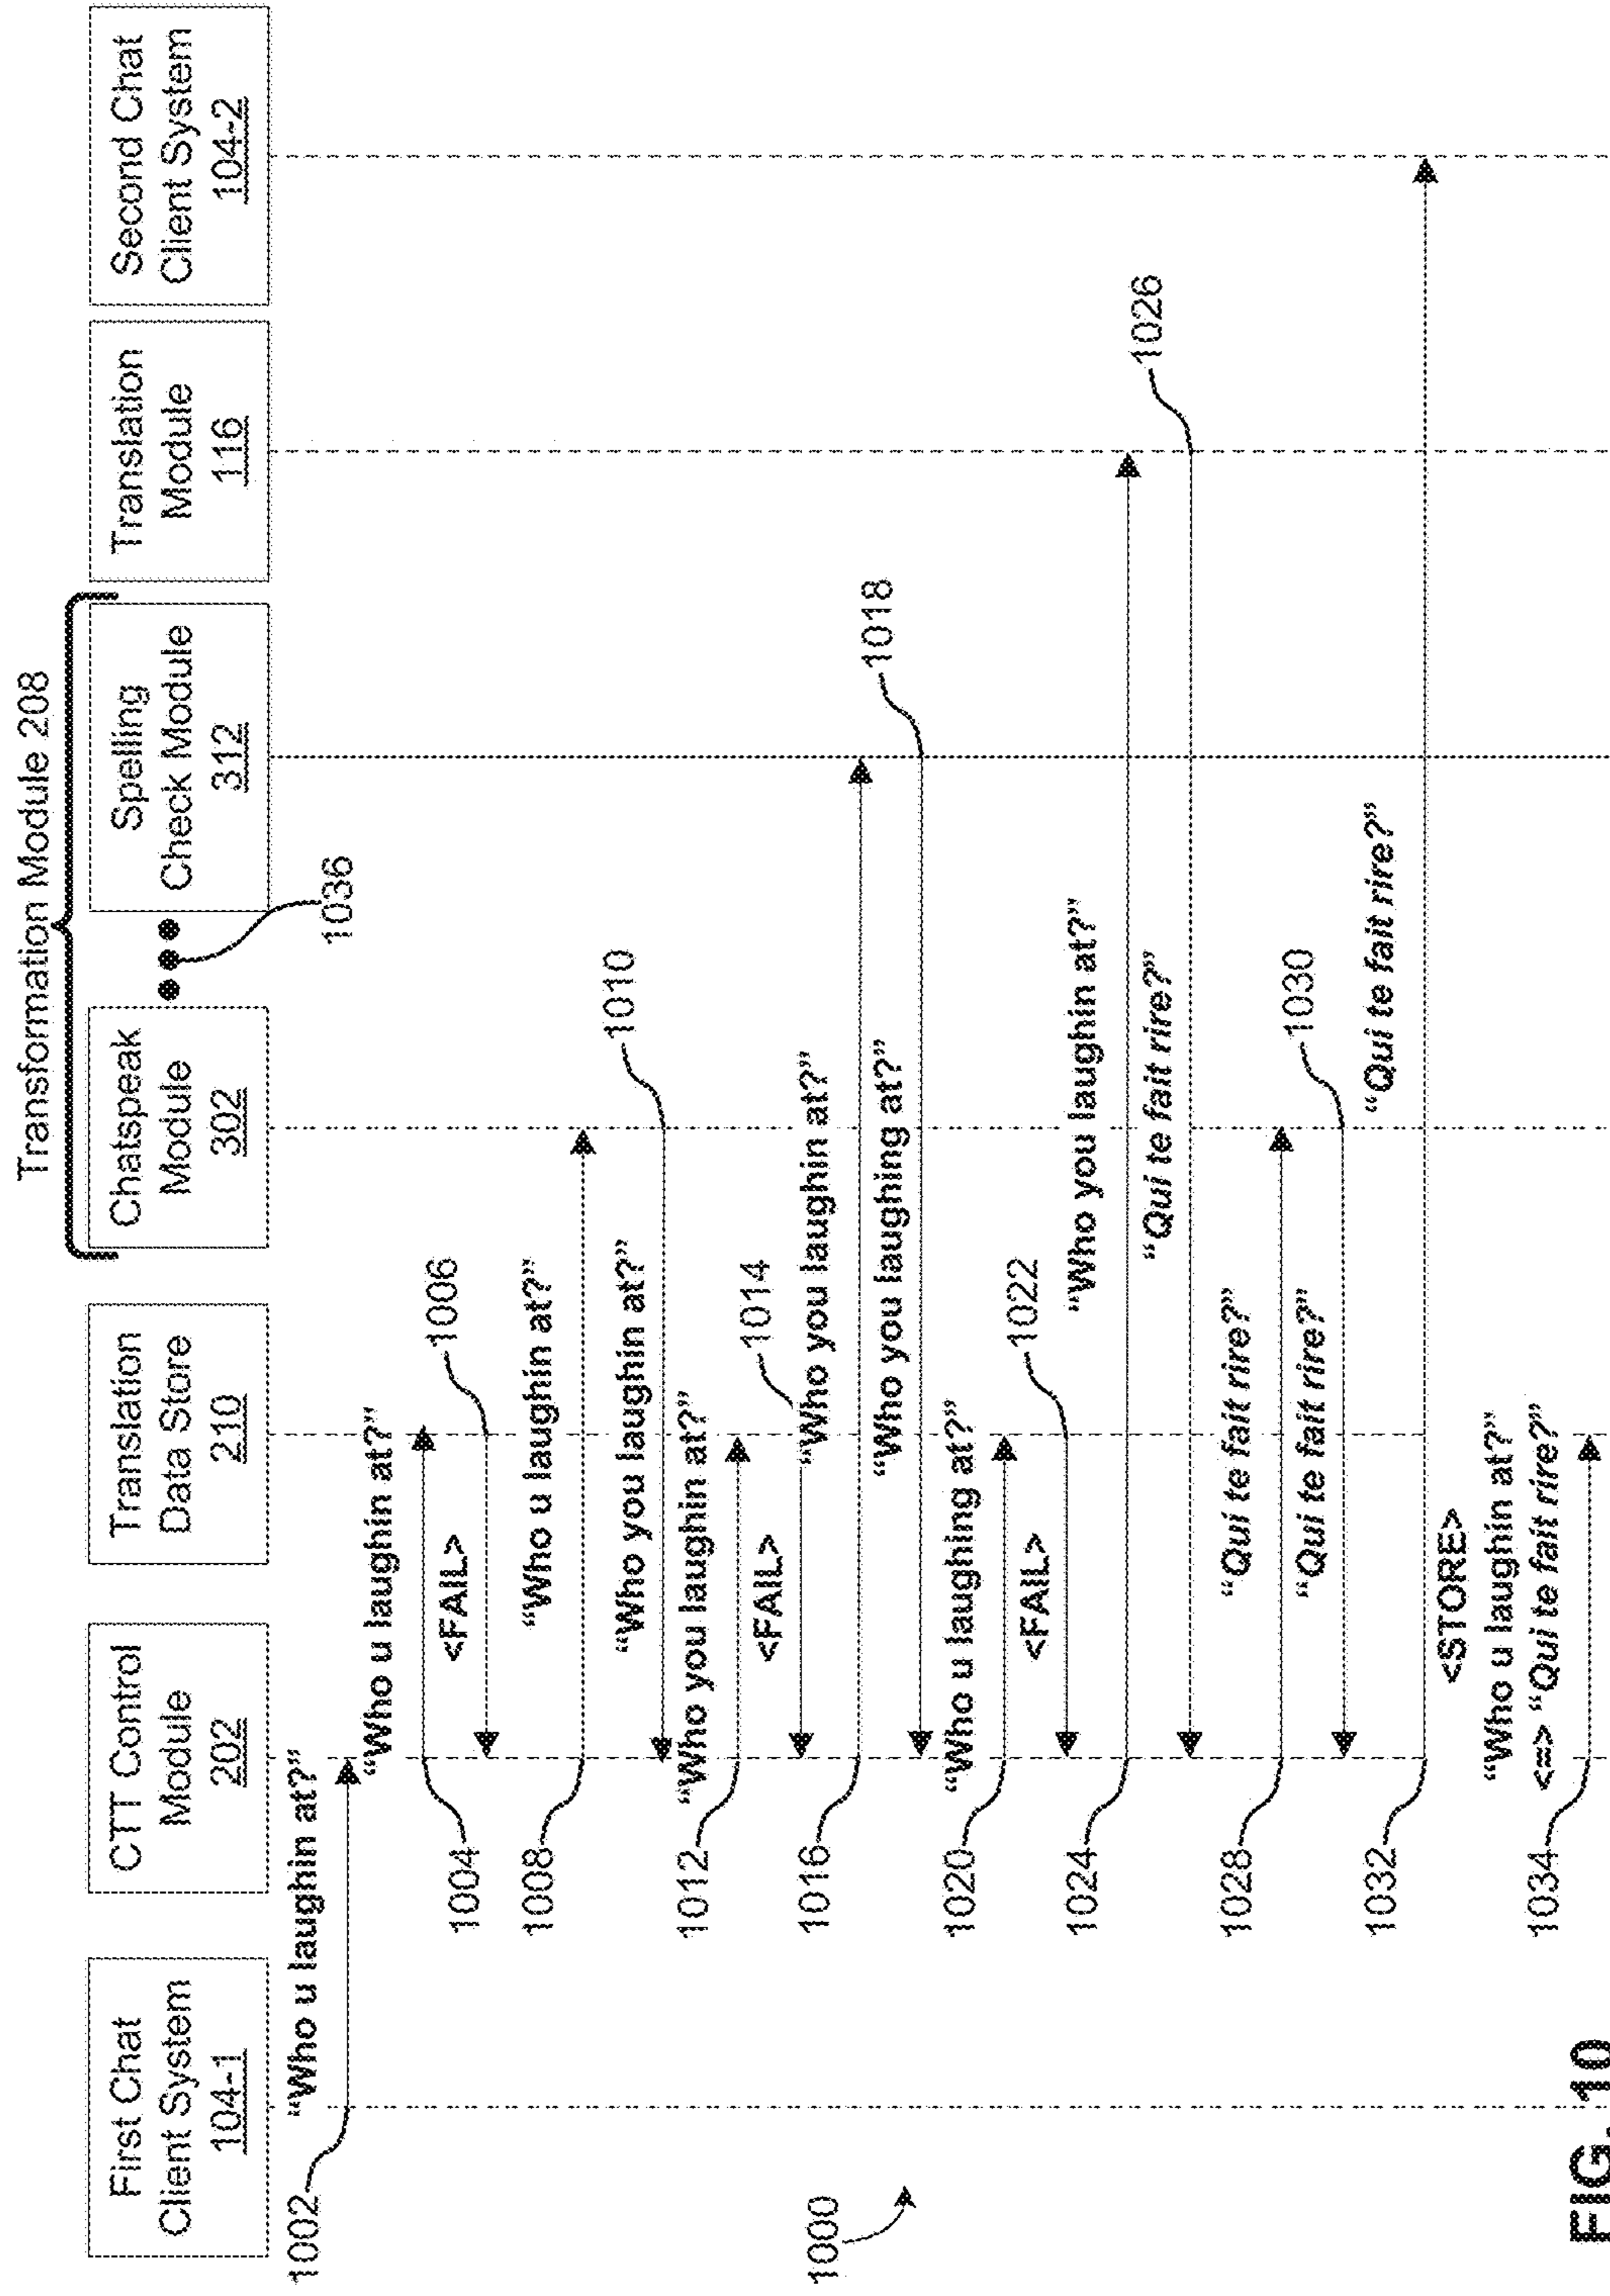 Transformation Module 208
First Chat
Client System
104-1
CTT Control
Module
202
Translation
Data Store
210
Chatspeak
Module
302
Spelling
Check Module
312
Translation
Module
116
Second Chat
Client System
104-2
1036
1002
“Who u laughin at?”
“Who u laughin at?”
1004
<FAIL>
1006
“Who u laughin at?”
1008
“Who you laughin at?”
1010
“Who you laughin at?”
1012
<FAIL>
1014
“Who you laughin at?”
1016
“Who you laughing at?”
1018
“Who u laughing at?”
1020
<FAIL>
1022
“Who you laughin at?”
1024
“Qui te fait rire?”
1026
“Qui te fait rire?”
1028
“Qui te fait rire?”
1030
“Qui te fait rire?”
1032
<STORE>
“Who u laughin at?”
<=> “Qui te fait rire?”
1034
1000
FIG. 10